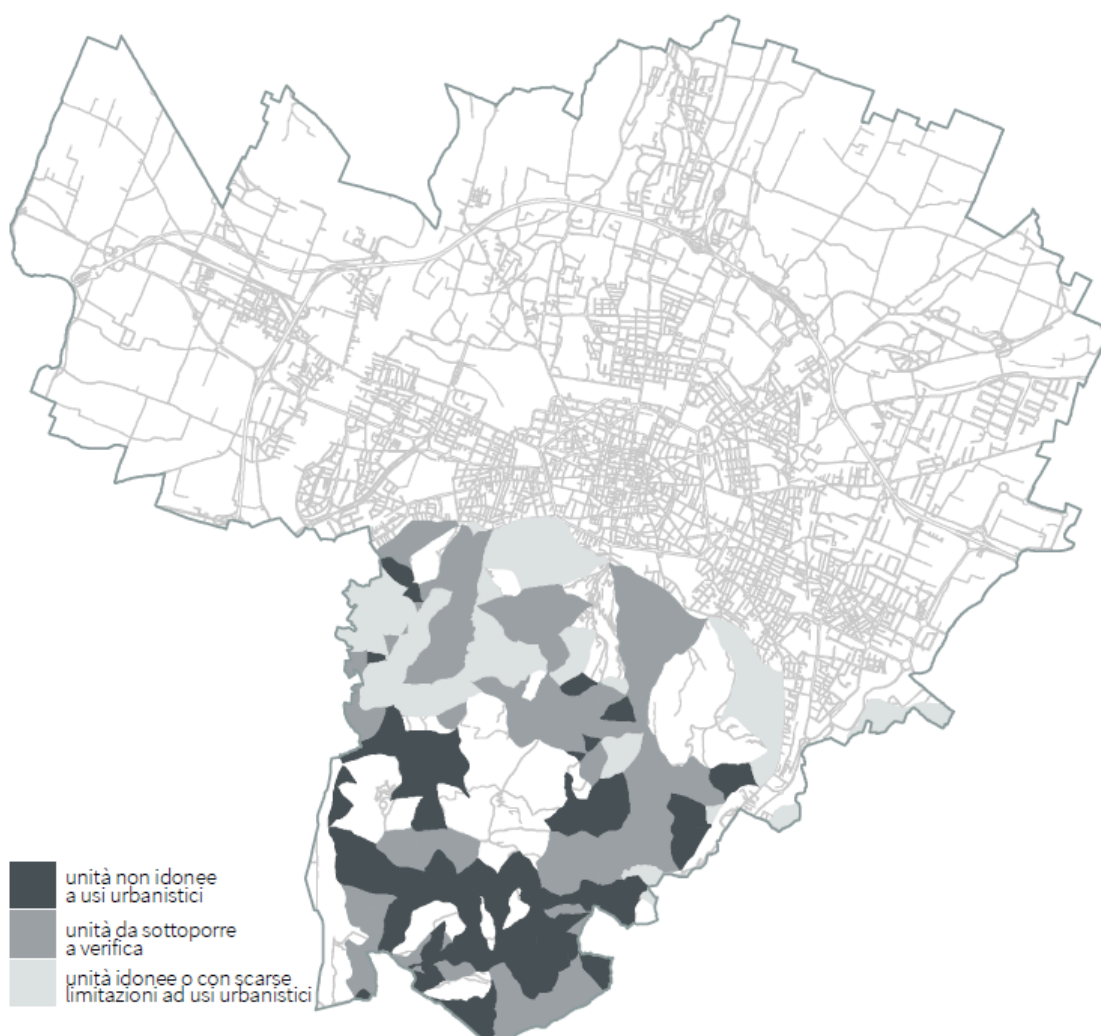 unità non idonee
a usi urbanistici
unità da sottoporre
a verifica
unità idonee o con scarse
limitazioni ad usi urbanistici